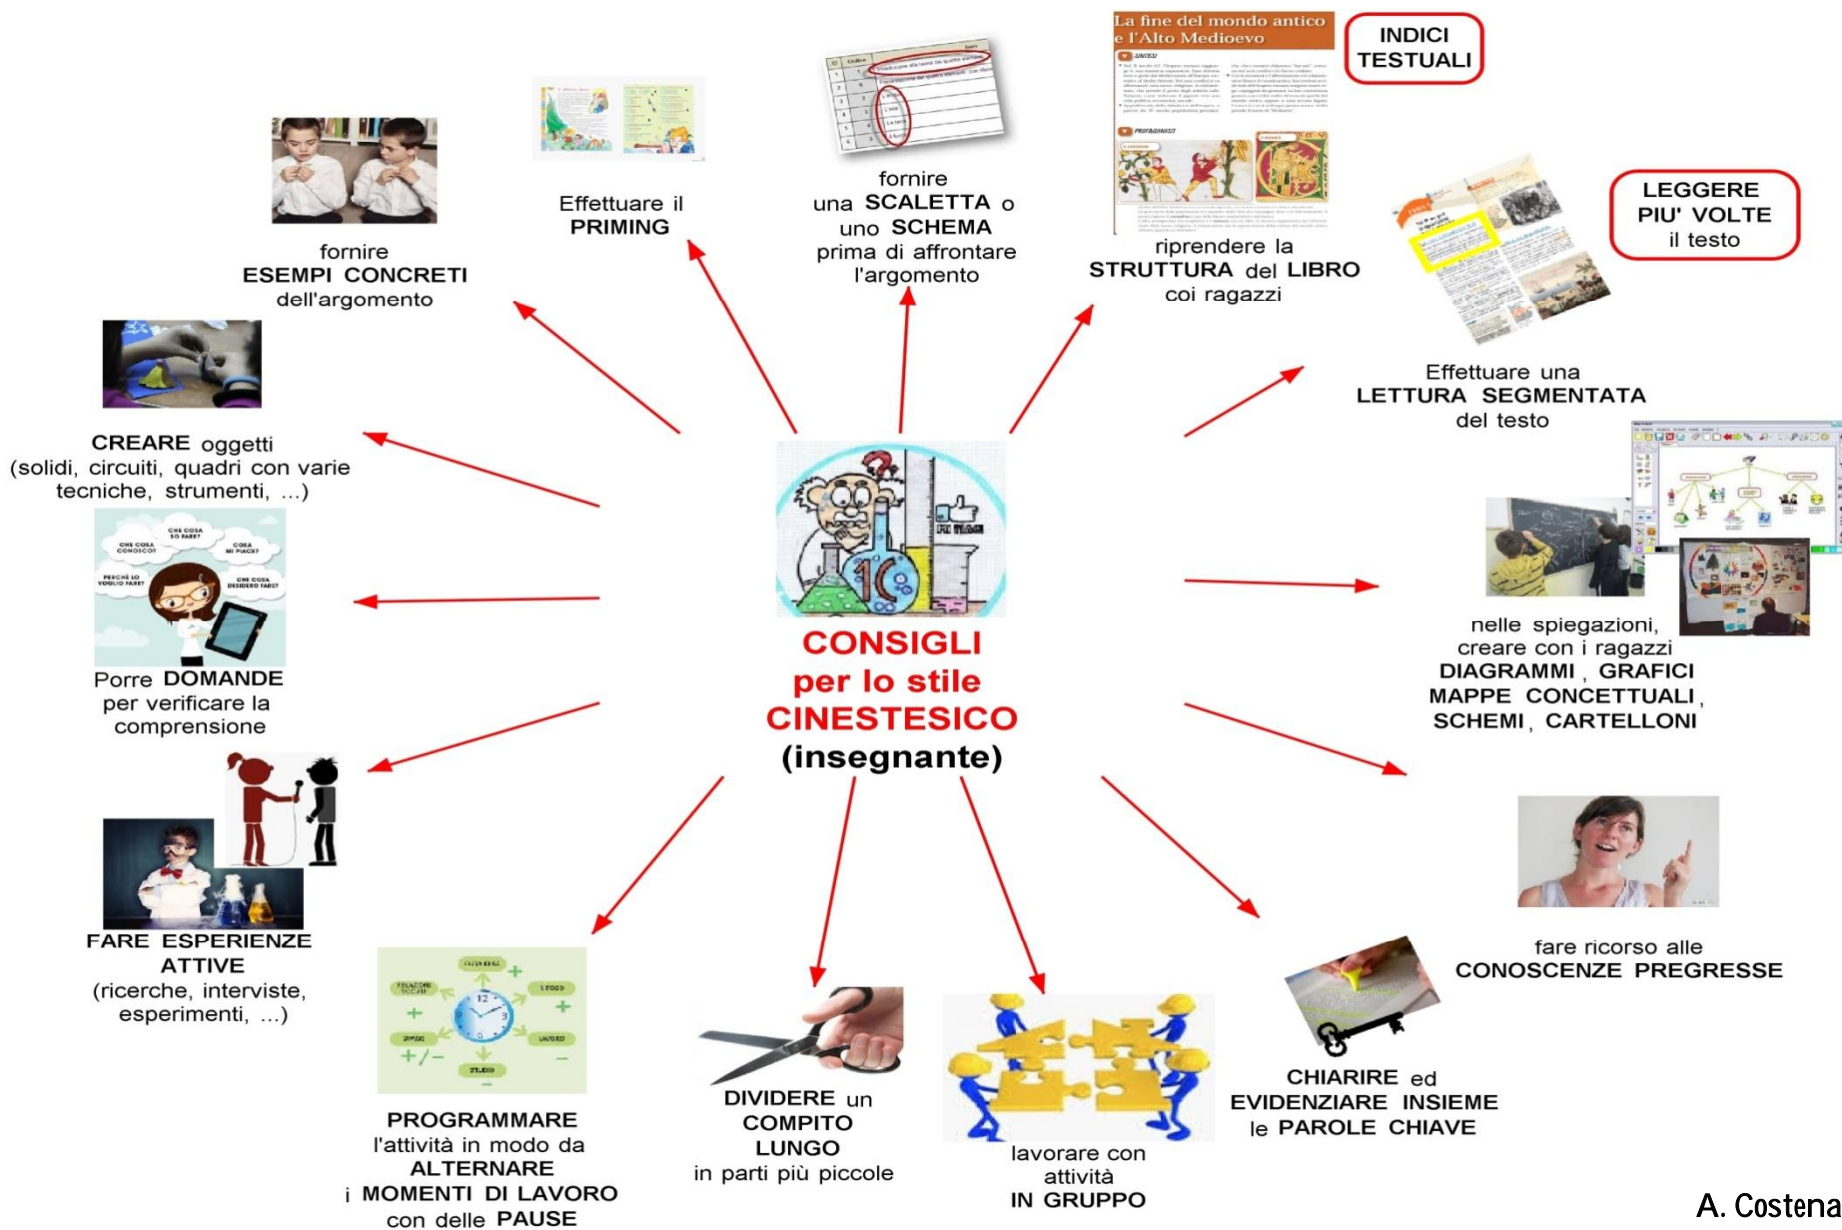 La fine del mondo antico
e l'Alto Medioevo
SINTESI
PROTAGONISTI
INDICI
TESTUALI
LEGGERE
PIU' VOLTE
il testo
fornire
ESEMPI CONCRETI
dell'argomento
Effettuare il
PRIMING
fornire
una SCALETTA o
uno SCHEMA
prima di affrontare
l'argomento
riprendere la
STRUTTURA del LIBRO
coi ragazzi
Effettuare una
LETTURA SEGMENTATA
del testo
CREARE oggetti
(solidi, circuiti, quadri con varie
tecniche, strumenti, ...)
CHE COSA
SO FARE?
CHE COSA
CONOSCO?
COSA
MI PIACE?
PERCHÉ LO
VOGLIO FARE?
CHE COSA
DESIDERO FARE?
Porre DOMANDE
per verificare la
comprensione
CONSIGLI
per lo stile
CINESTESICO
(insegnante)
nelle spiegazioni,
creare con i ragazzi
DIAGRAMMI , GRAFICI
MAPPE CONCETTUALI ,
SCHEMI , CARTELLONI
fare ricorso alle
CONOSCENZE PREGRESSE
FARE ESPERIENZE
ATTIVE
(ricerche, interviste,
esperimenti, ...)
LAVORO
STUDIO
PROGRAMMARE
l'attività in modo da
ALTERNARE
i MOMENTI DI LAVORO
con delle PAUSE
DIVIDERE un
COMPITO
LUNGO
in parti più piccole
lavorare con
attività
IN GRUPPO
CHIARIRE ed
EVIDENZIARE INSIEME
le PAROLE CHIAVE
A. Costena